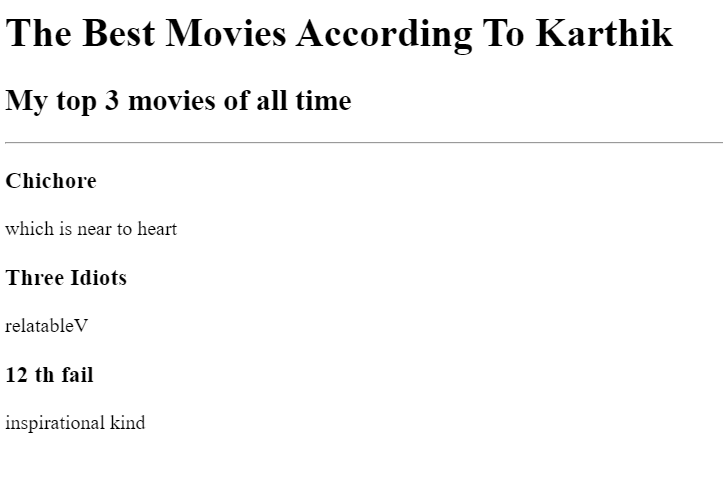 The Best Movies According To Karthik
My top 3 movies of all time
Chichore
which is near to heart
Three Idiots
relatableV
12 th fail
inspirational kind